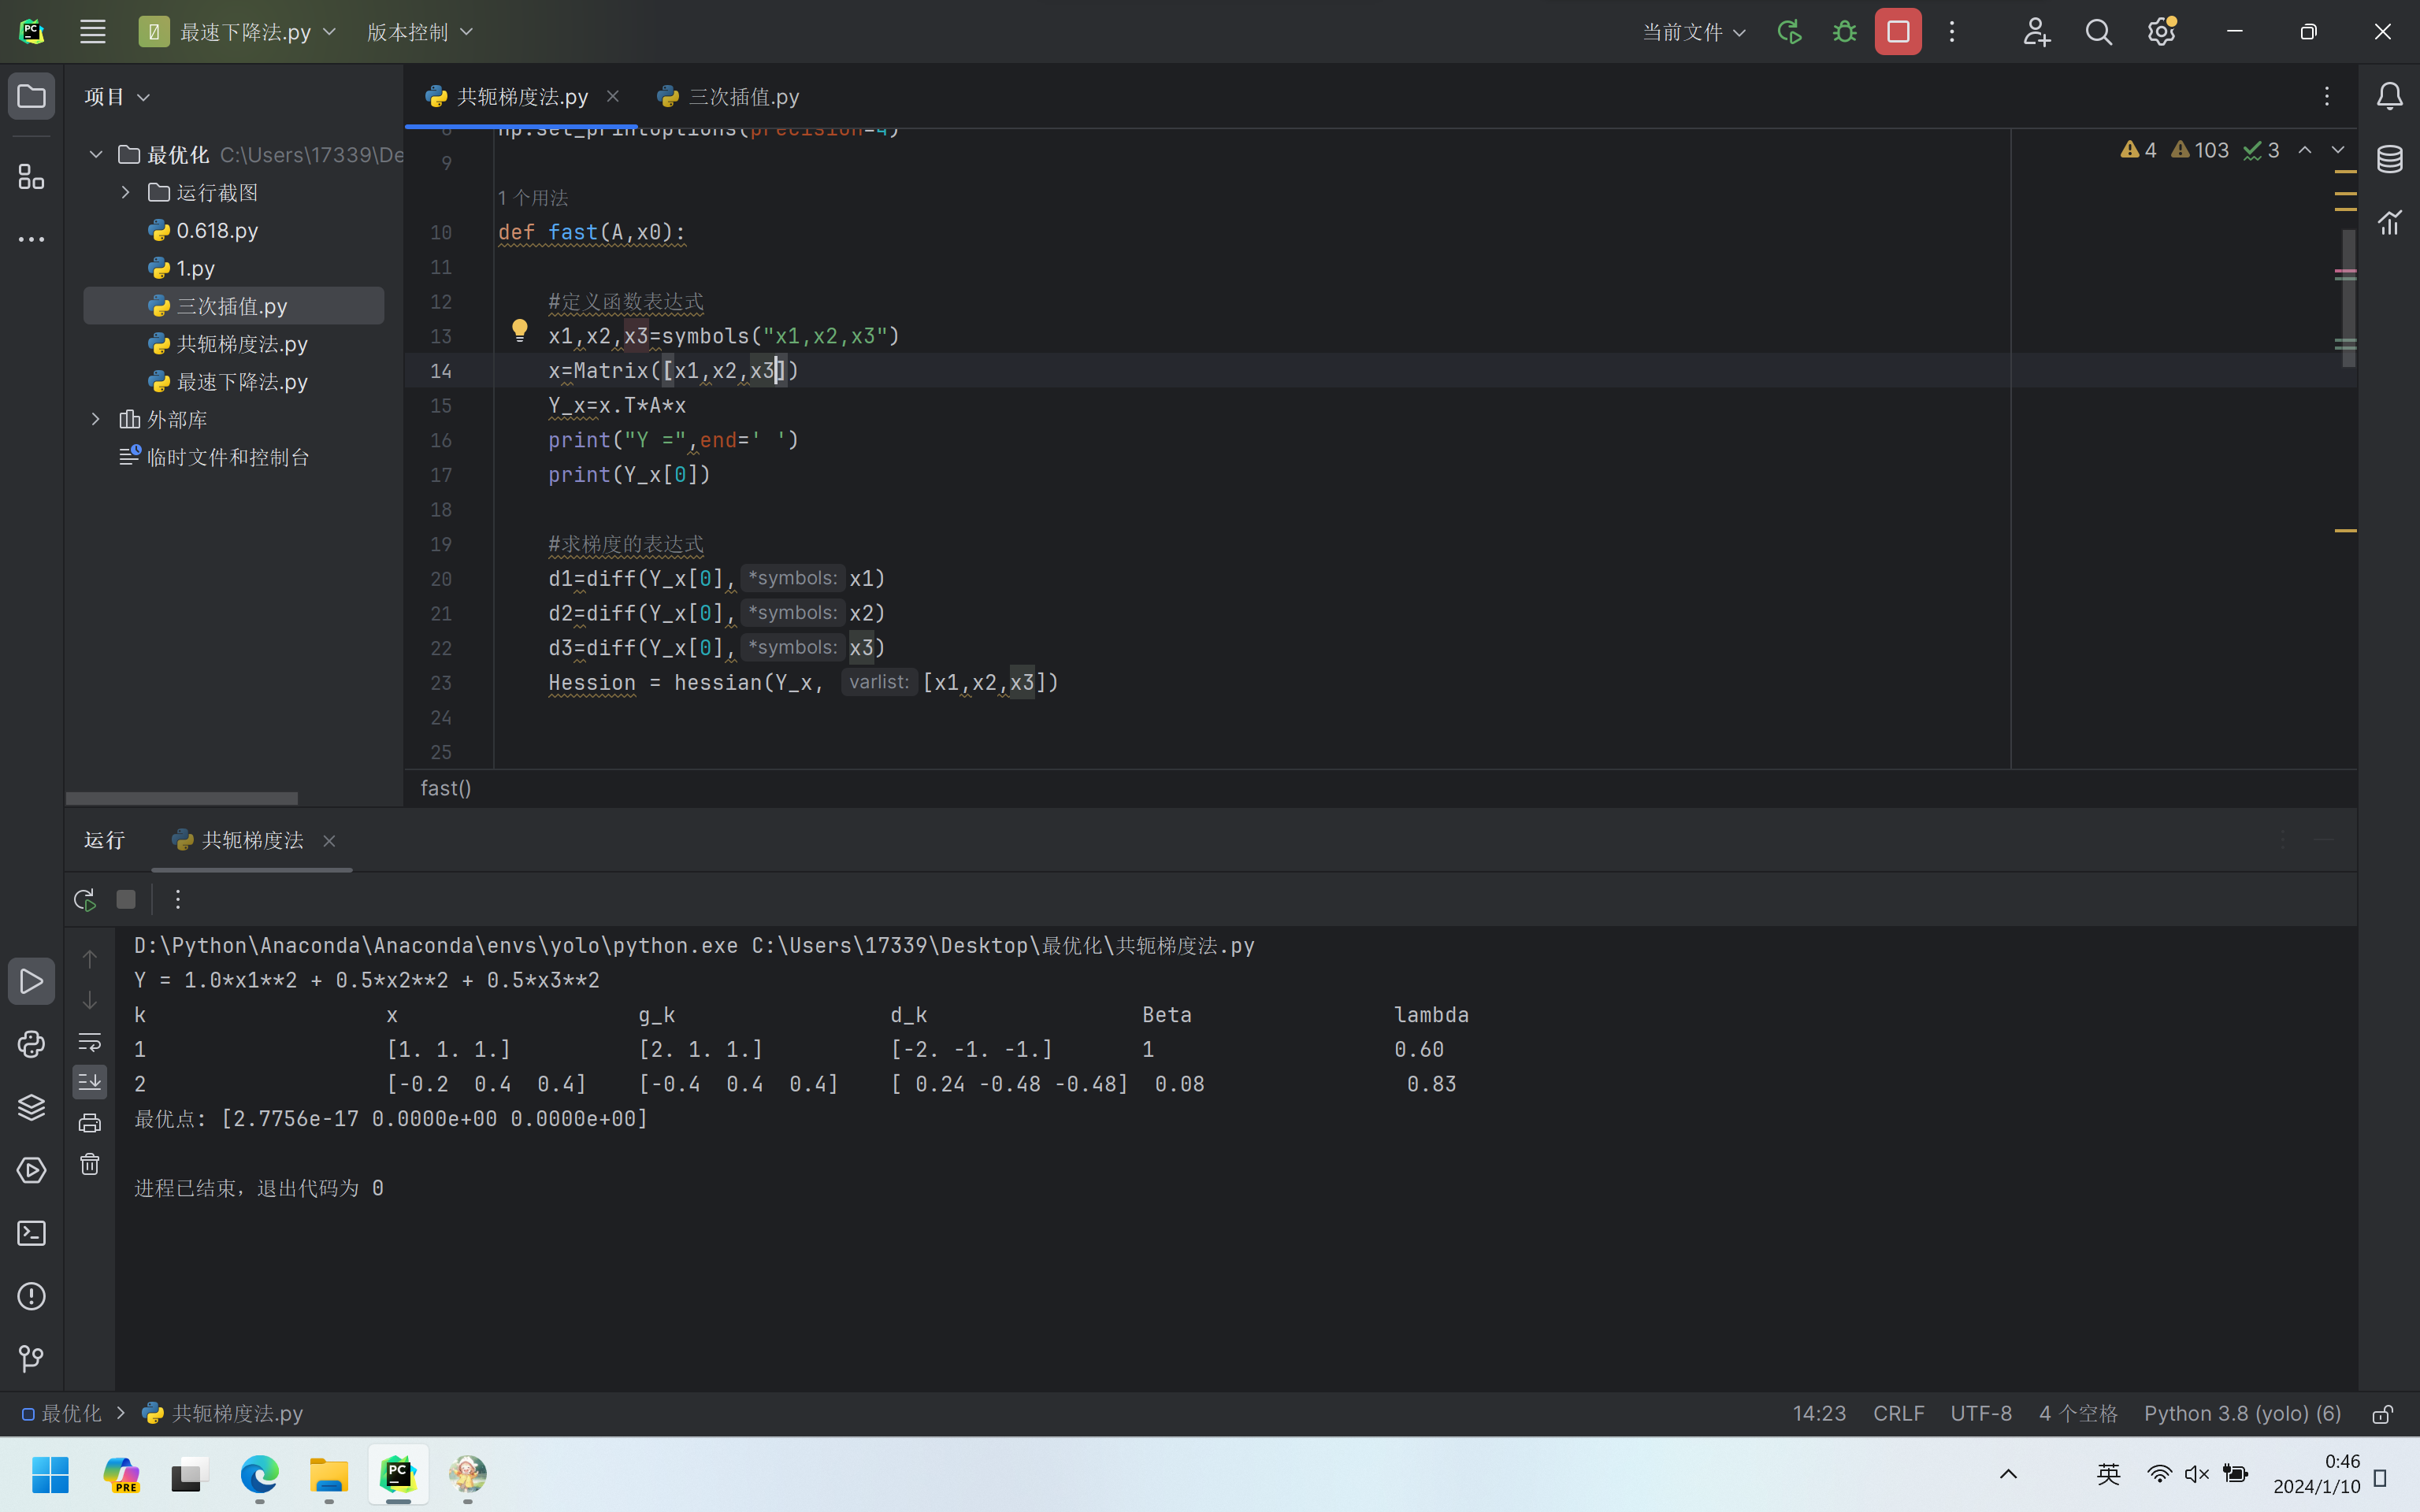 最速下降法.py
版本控制
当前文件
项目
共轭梯度法.py
三次插值.py
最优化 C:\Users\17339\De
运行截图
0.618.py
1.py
三次插值.py
共轭梯度法.py
最速下降法.py
外部库
临时文件和控制台
8 np.set_printoptions(precision=4)
4 103 3
9
1 个用法
10 def fast(A,x0):
11
12 #定义函数表达式
13 x1,x2,x3=symbols("x1,x2,x3")
14 x=Matrix([x1,x2,x3])
15 Y_x=x.T*A*x
16 print("Y =",end=' ')
17 print(Y_x[0])
18
19 #求梯度的表达式
20 d1=diff(Y_x[0], *symbols: x1)
21 d2=diff(Y_x[0], *symbols: x2)
22 d3=diff(Y_x[0], *symbols: x3)
23 Hession = hessian(Y_x, varlist: [x1,x2,x3])
24
25
fast()
运行
共轭梯度法
D:\Python\Anaconda\Anaconda\envs\yolo\python.exe C:\Users\17339\Desktop\最优化\共轭梯度法.py
Y = 1.0*x1**2 + 0.5*x2**2 + 0.5*x3**2
k x g_k d_k Beta lambda
1 [1. 1. 1.] [2. 1. 1.] [-2. -1. -1.] 1 0.60
2 [-0.2 0.4 0.4] [-0.4 0.4 0.4] [ 0.24 -0.48 -0.48] 0.08 0.83
最优点: [2.7756e-17 0.0000e+00 0.0000e+00]
进程已结束，退出代码为 0
最优化
共轭梯度法.py
14:23 CRLF UTF-8 4 个空格 Python 3.8 (yolo) (6)
PC
PRE
英
0:46
2024/1/10